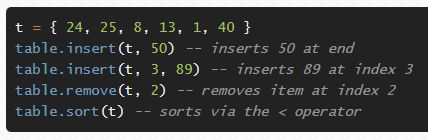 t = { 24, 25, 8, 13, 1, 40 }
table.insert(t, 50) -- inserts 50 at end
table.insert(t, 3, 89) -- inserts 89 at index 3
table.remove(t, 2) -- removes item at index 2
table.sort(t) -- sorts via the < operator